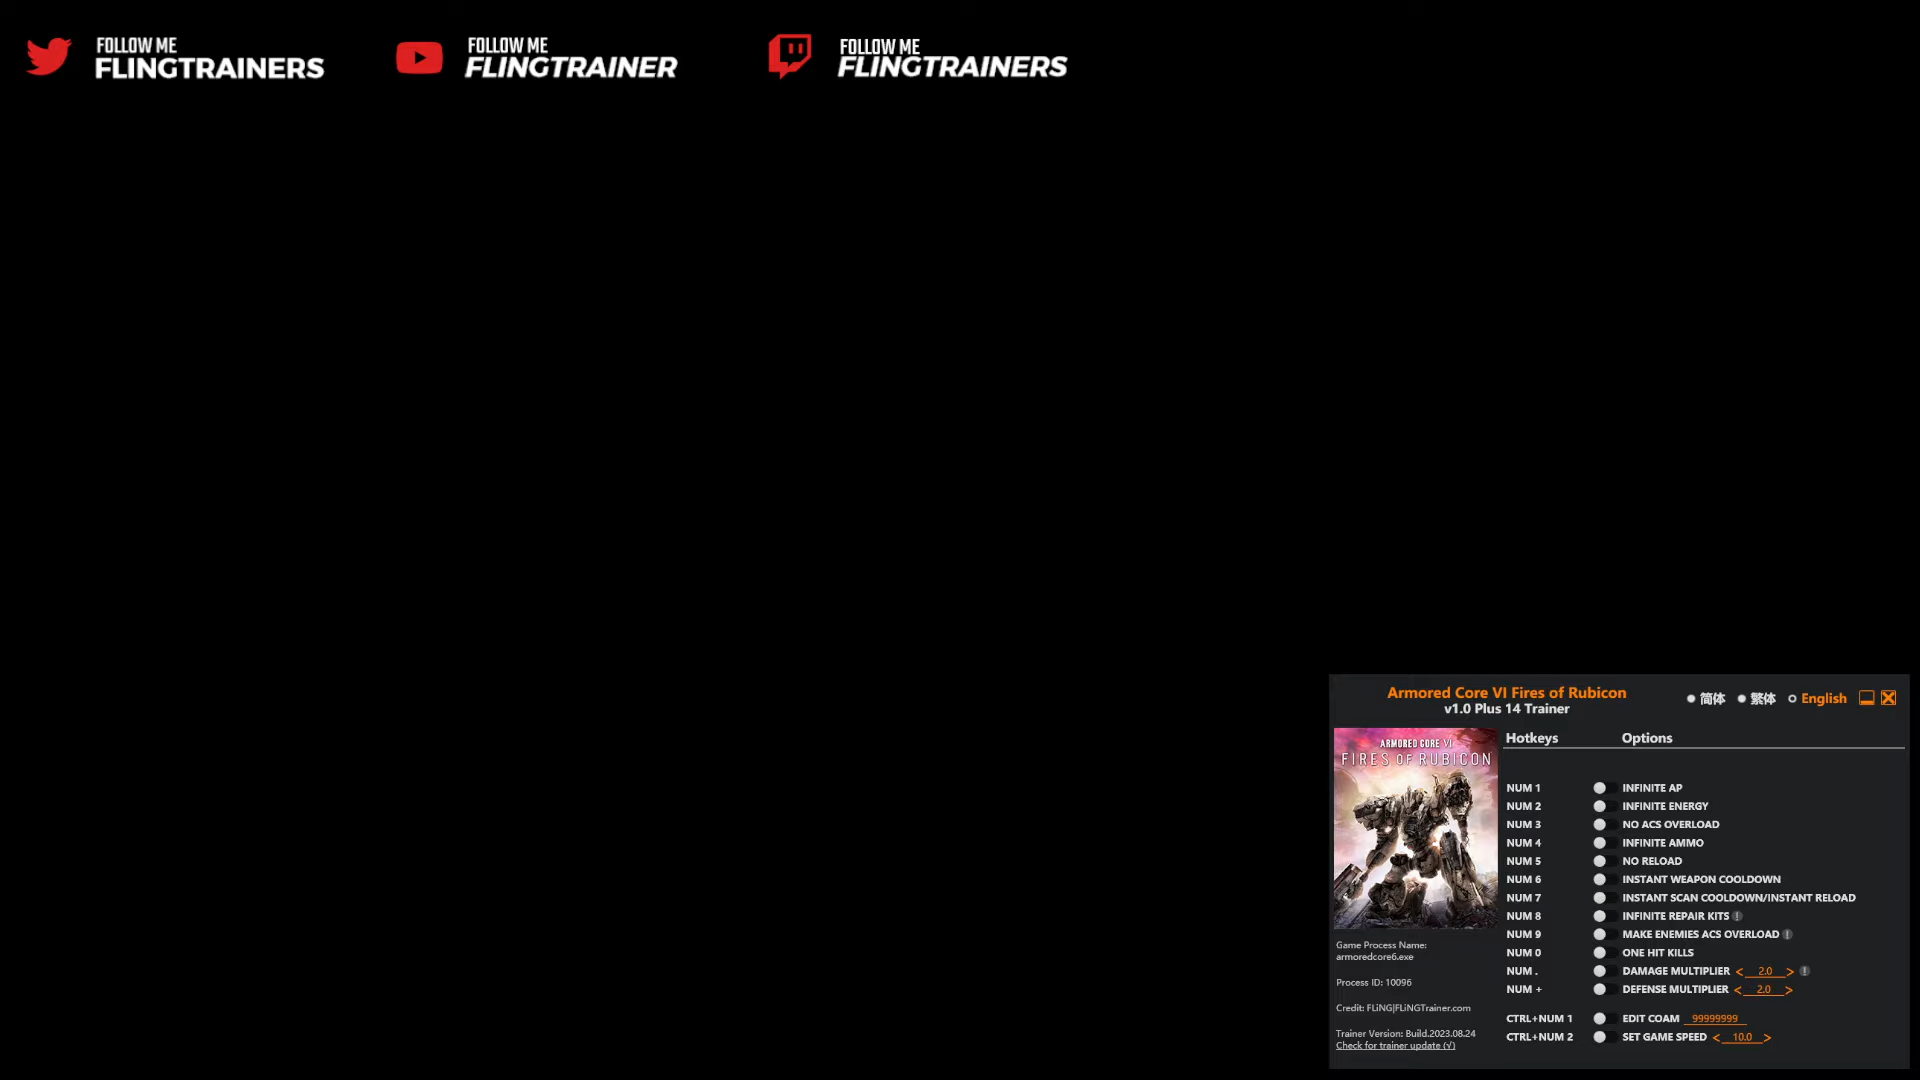 FOLLOW ME
FLINGTRAINERS
FOLLOW ME
FLINGTRAINER
FOLLOW ME
FLINGTRAINERS
Armored Core VI Fires of Rubicon
v1.0 Plus 14 Trainer
简体 繁体 English
ARMORED CORE VI
FIRES OF RUBICON
Game Process Name:
armoredcore6.exe
Process ID: 10096
Credit: FLiNG|FLiNGTrainer.com
Trainer Version: Build.2023.08.24
Check for trainer update (√)
Hotkeys Options
NUM 1 INFINITE AP
NUM 2 INFINITE ENERGY
NUM 3 NO ACS OVERLOAD
NUM 4 INFINITE AMMO
NUM 5 NO RELOAD
NUM 6 INSTANT WEAPON COOLDOWN
NUM 7 INSTANT SCAN COOLDOWN/INSTANT RELOAD
NUM 8 INFINITE REPAIR KITS !
NUM 9 MAKE ENEMIES ACS OVERLOAD !
NUM 0 ONE HIT KILLS
NUM . DAMAGE MULTIPLIER < 2.0 > !
NUM + DEFENSE MULTIPLIER < 2.0 >
CTRL+NUM 1 EDIT COAM 99999999
CTRL+NUM 2 SET GAME SPEED < 10.0 >